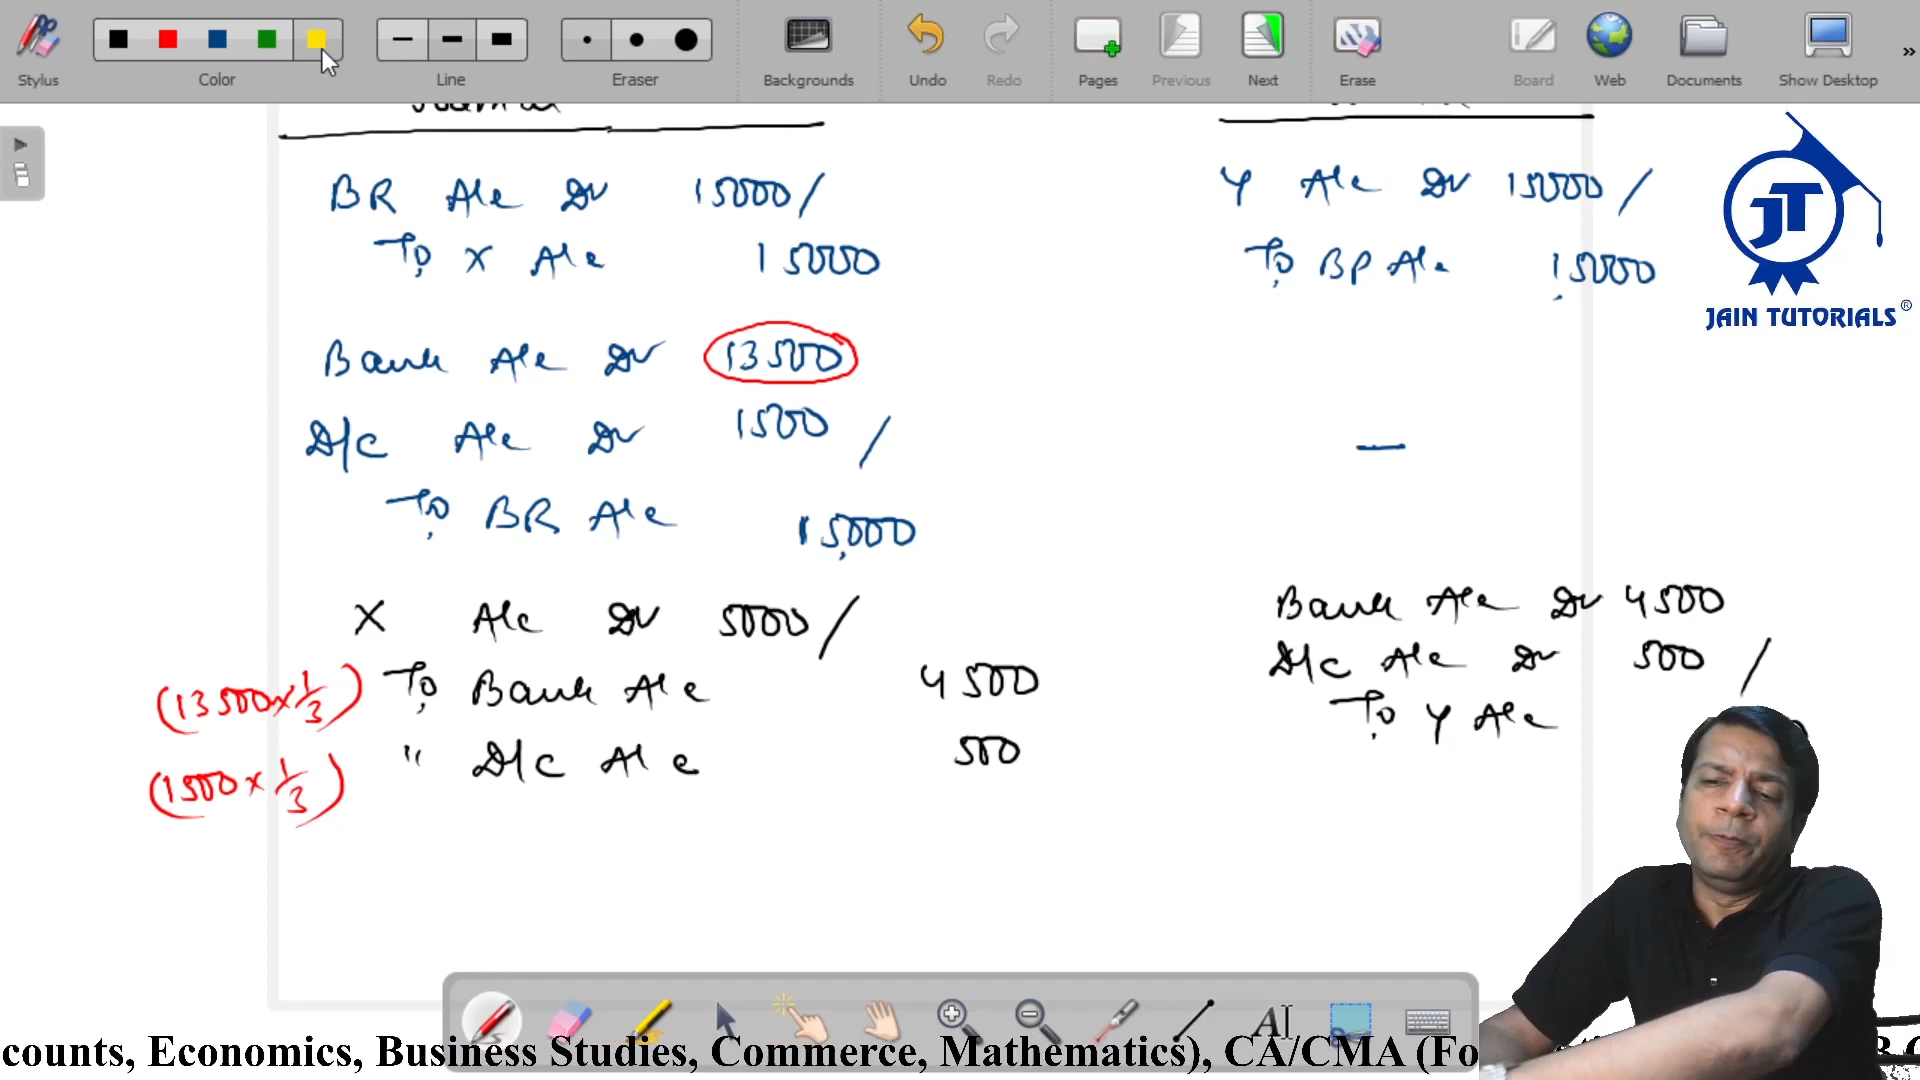 Stylus
Color
Line
Eraser
Backgrounds
Undo
Redo
Pages
Previous
Next
Erase
Board
Web
Documents
Show Desktop
»
BR A/c Dr 15000/
To X A/c 15000
Y A/c Dr 15000/
To BP A/c 15000
JT
JAIN TUTORIALS®
Bank A/c Dr 13500
D/c A/c Dr 1500 /
To BR A/c 15,000
—
X A/c Dr 5000/
(13500 x 1/3) To Bank A/c 4500
(1500 x 1/3) " D/c A/c 500
Bank A/c Dr 4500
D/c A/c Dr 500 /
To Y A/c
counts, Economics, Business Studies, Commerce, Mathematics), CA/CMA (Fo